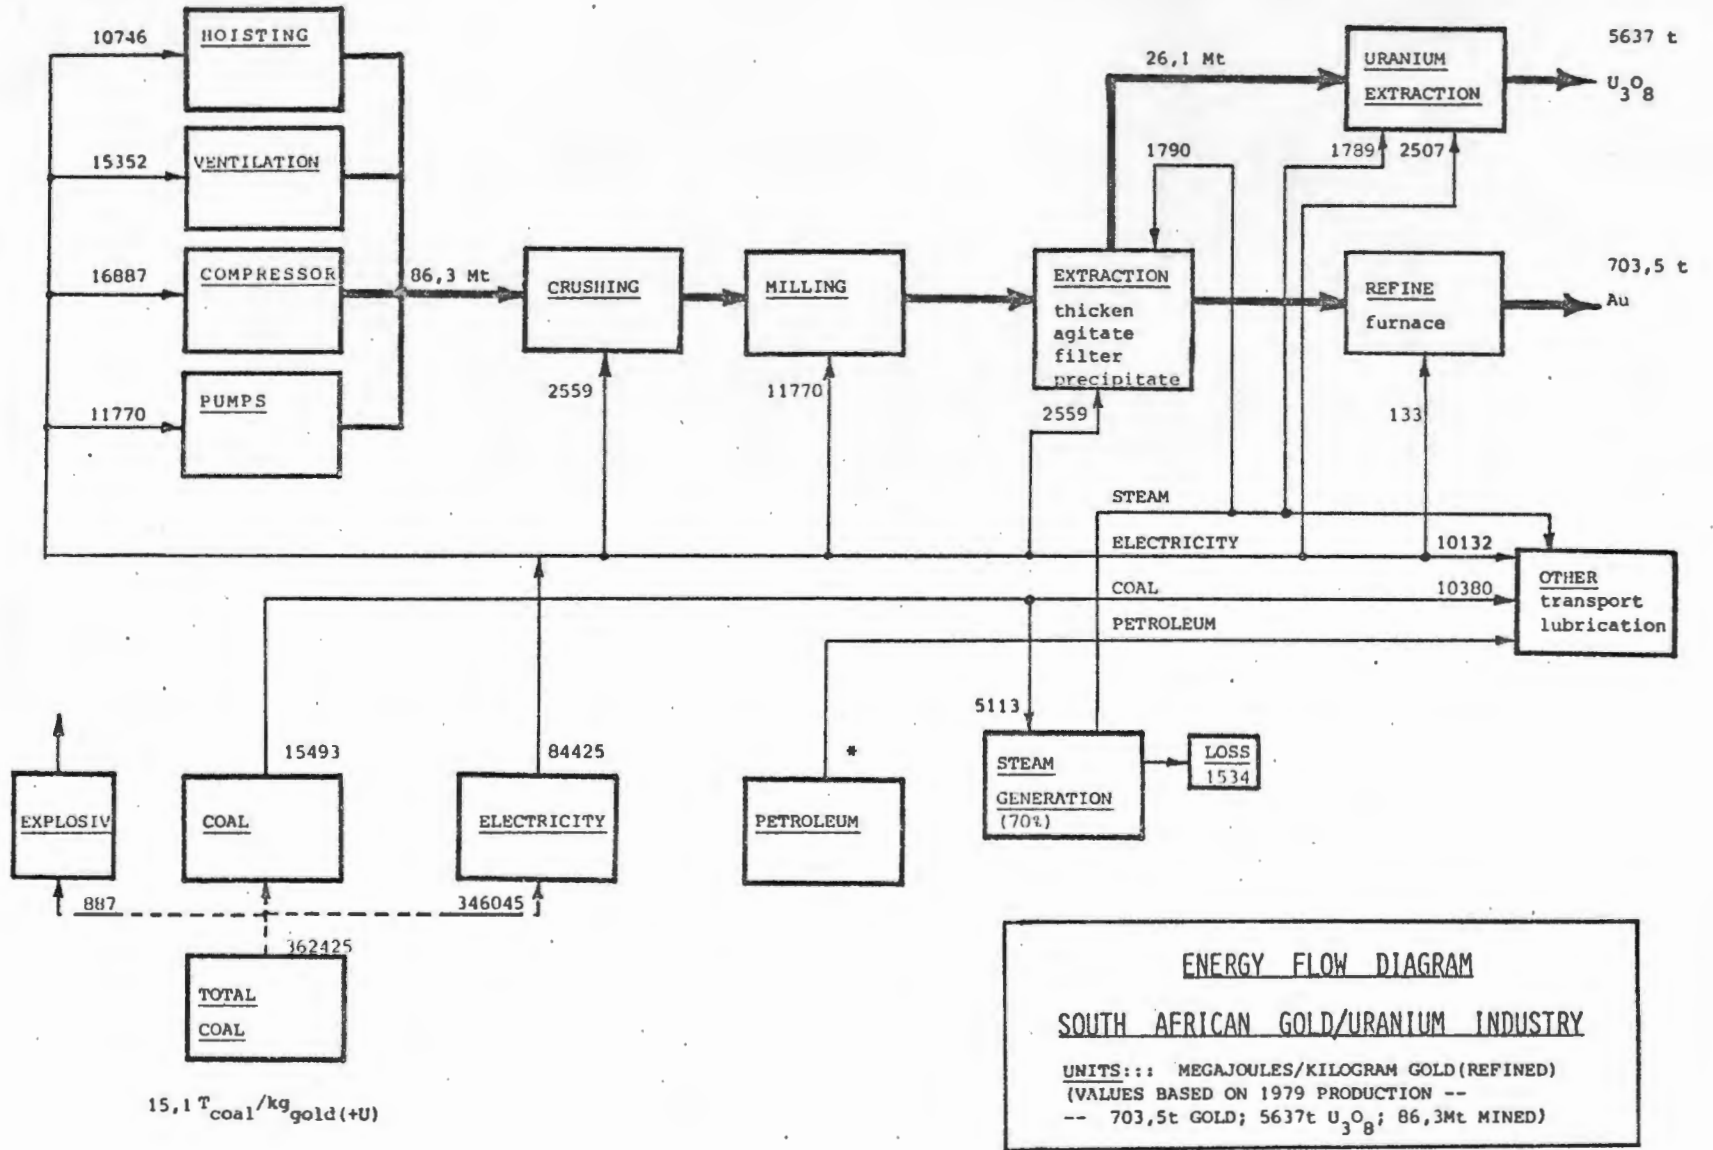 10746
HOISTING
15352
VENTILATION
16887
COMPRESSOR
11770
PUMPS
86,3 Mt
CRUSHING
2559
MILLING
11770
EXTRACTION
thicken
agitate
filter
precipitate
2559
1790
26,1 Mt
URANIUM
EXTRACTION
1789
2507
5637 t
U3O8
REFINE
furnace
133
703,5 t
Au
STEAM
ELECTRICITY
10132
COAL
10380
PETROLEUM
OTHER
transport
lubrication
EXPLOSIV
15493
COAL
84425
ELECTRICITY
*
PETROLEUM
5113
STEAM
GENERATION
(70%)
LOSS
1534
887
346045
362425
TOTAL
COAL
15,1 Tcoal/kggold(+U)
ENERGY FLOW DIAGRAM
SOUTH AFRICAN GOLD/URANIUM INDUSTRY
UNITS::: MEGAJOULES/KILOGRAM GOLD(REFINED)
(VALUES BASED ON 1979 PRODUCTION --
-- 703,5t GOLD; 5637t U3O8; 86,3Mt MINED)